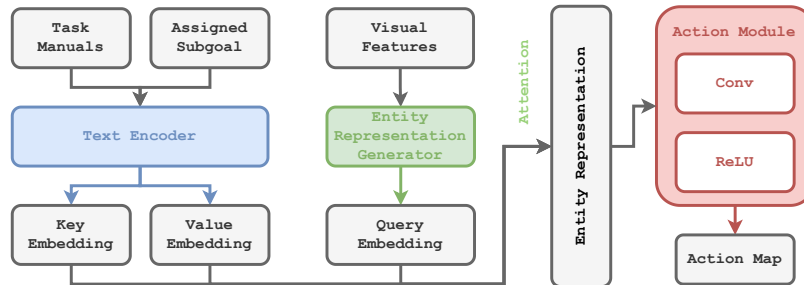 Task
Manuals
Assigned
Subgoal
Visual
Features
Text Encoder
Entity
Representation
Generator
Key
Embedding
Value
Embedding
Query
Embedding
Attention
Entity Representation
Action Module
Conv
ReLU
Action Map